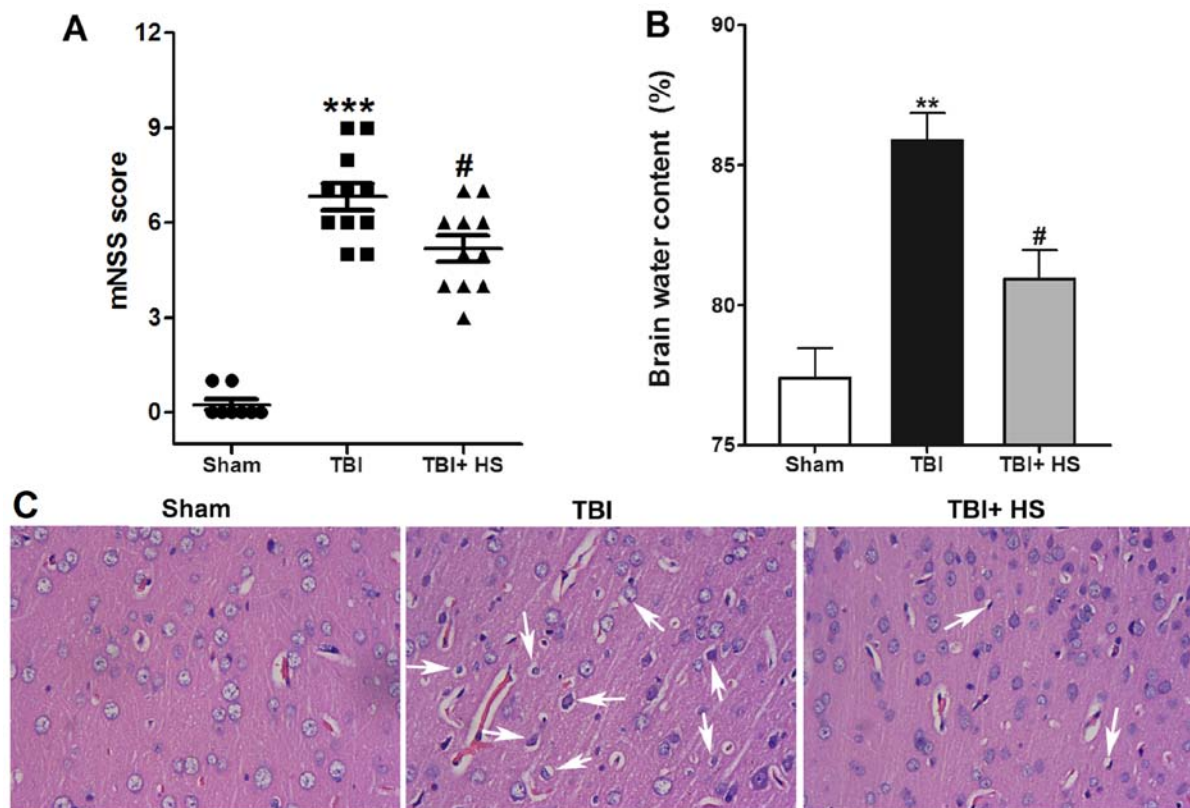 A
mNSS score
12
9
6
3
0
***
#
Sham
TBI
TBI+ HS
B
Brain water content (%)
90
85
80
75
**
#
Sham
TBI
TBI+ HS
C
Sham
TBI
TBI+ HS